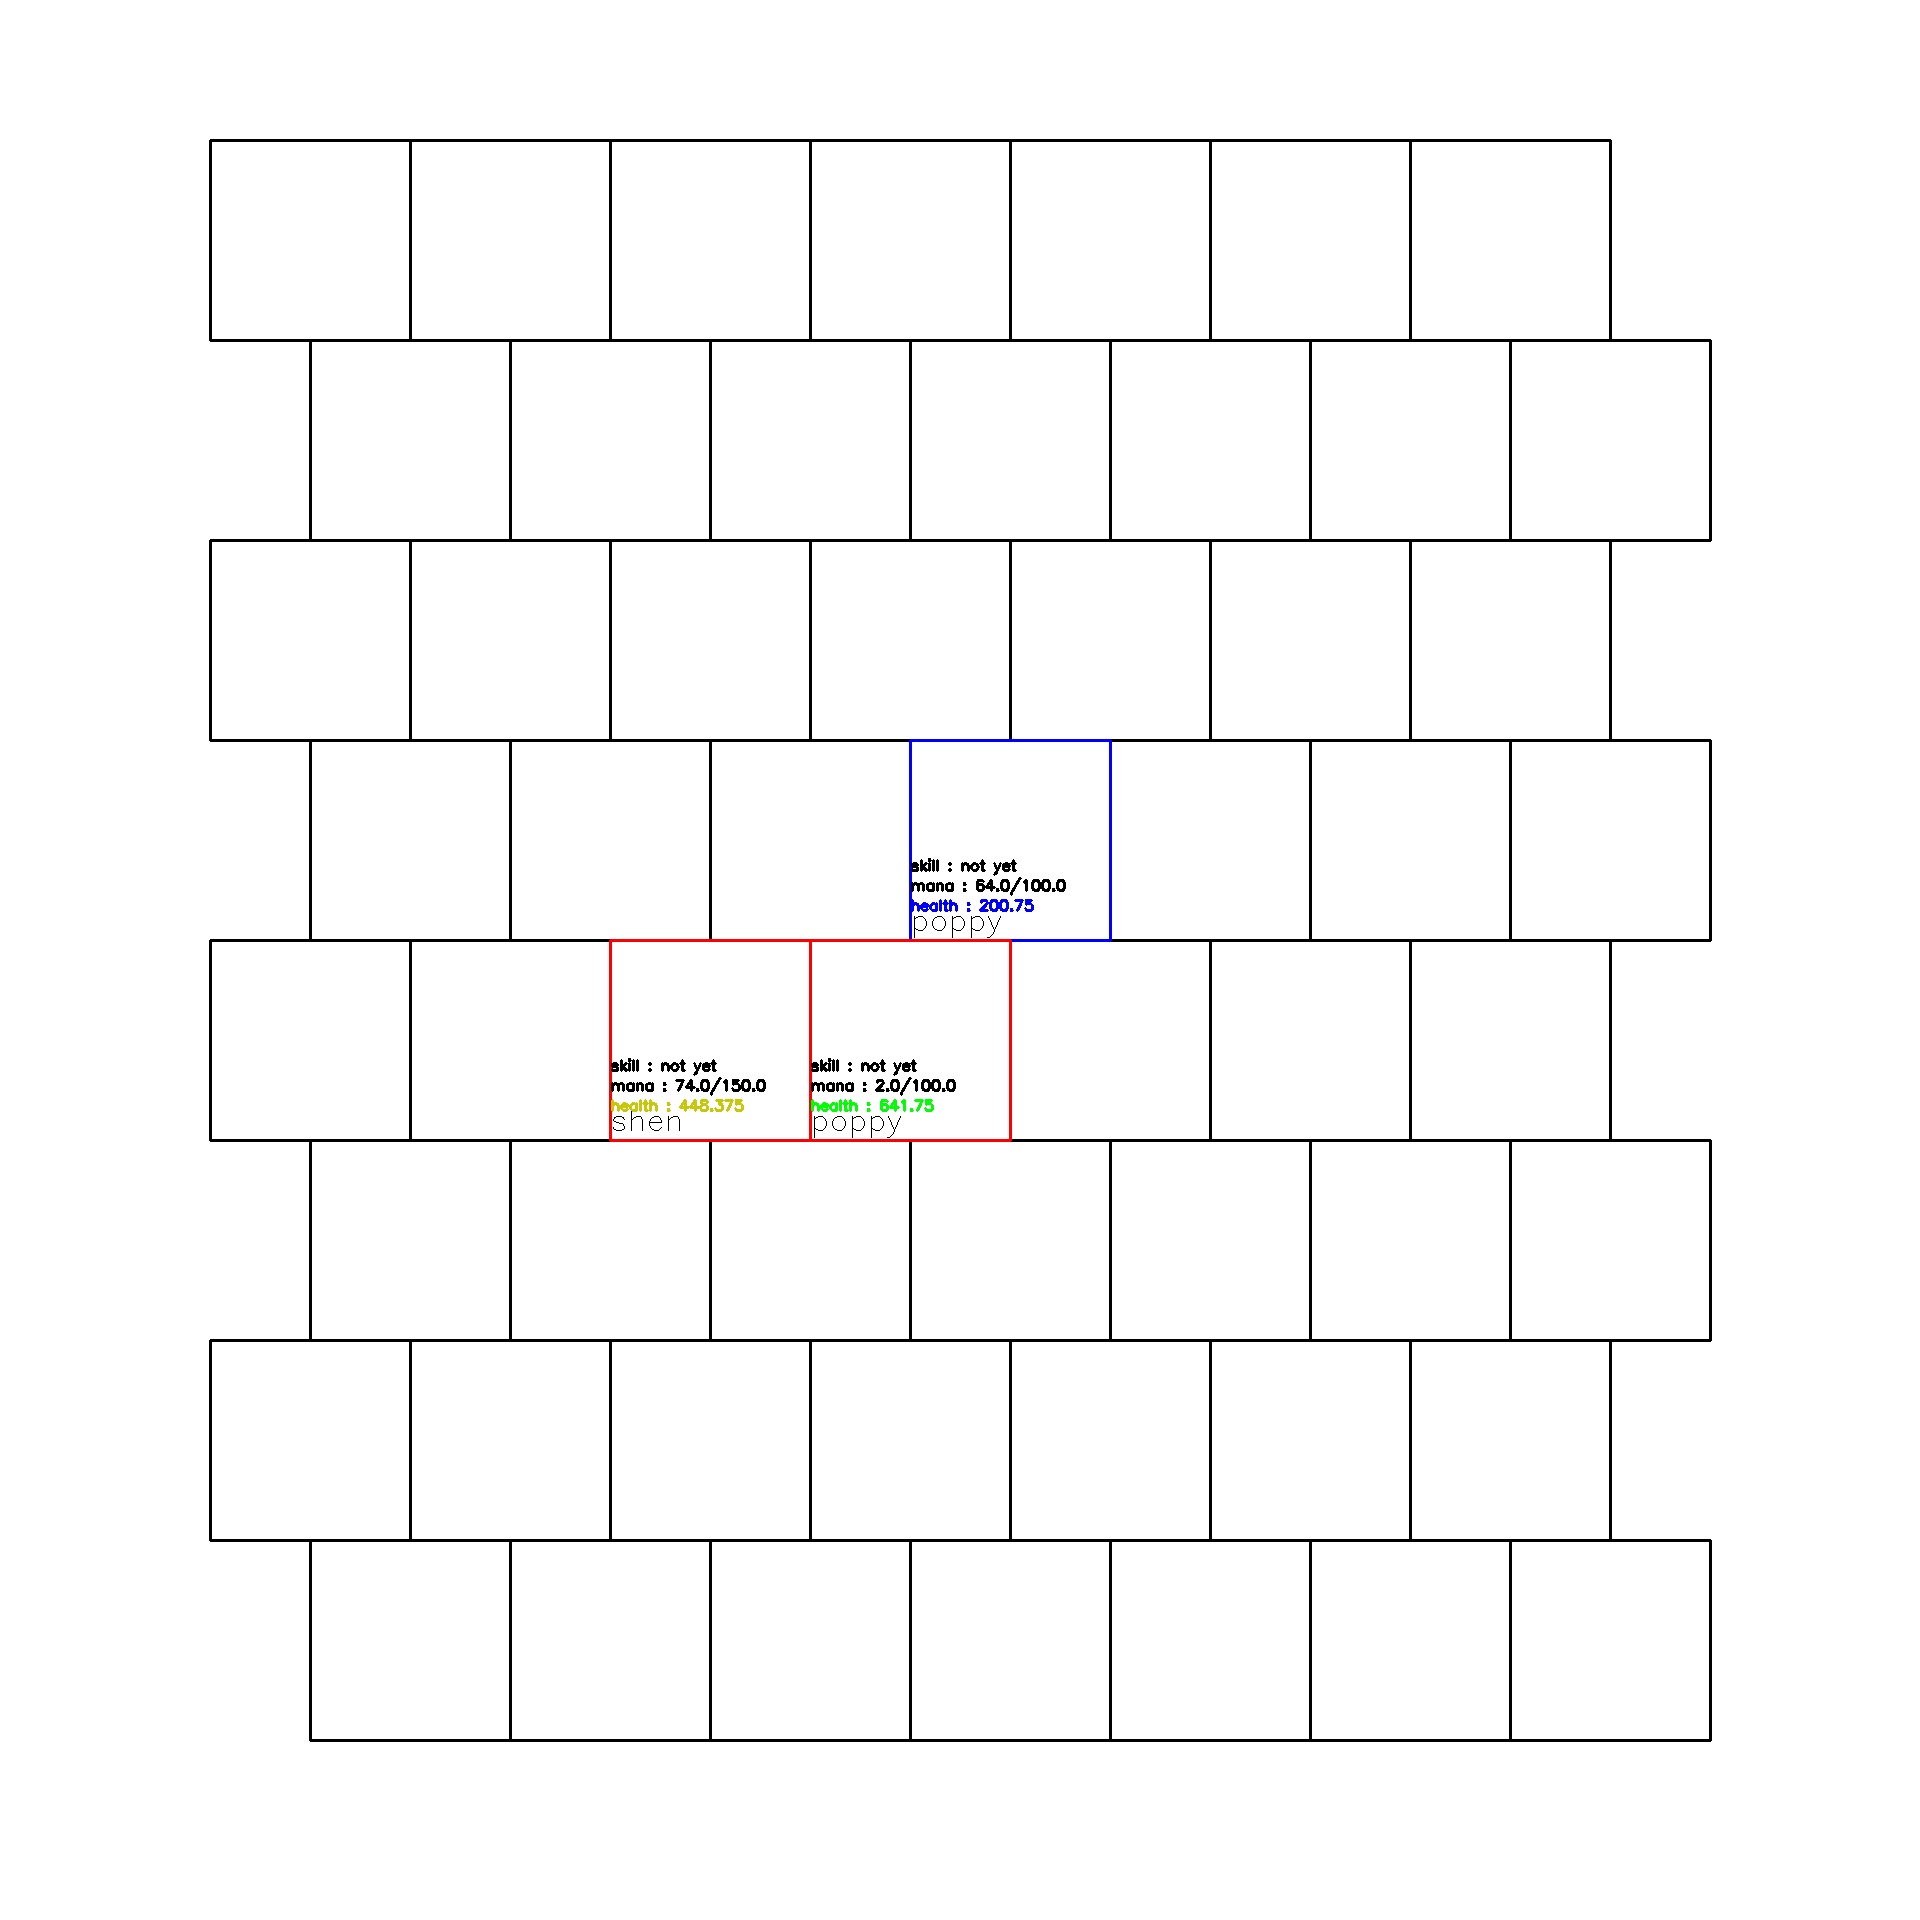 skill : not yet
mana : 64.0/100.0
health : 200.75
poppy
skill : not yet
mana : 74.0/150.0
health : 448.375
shen
skill : not yet
mana : 2.0/100.0
health : 641.75
poppy